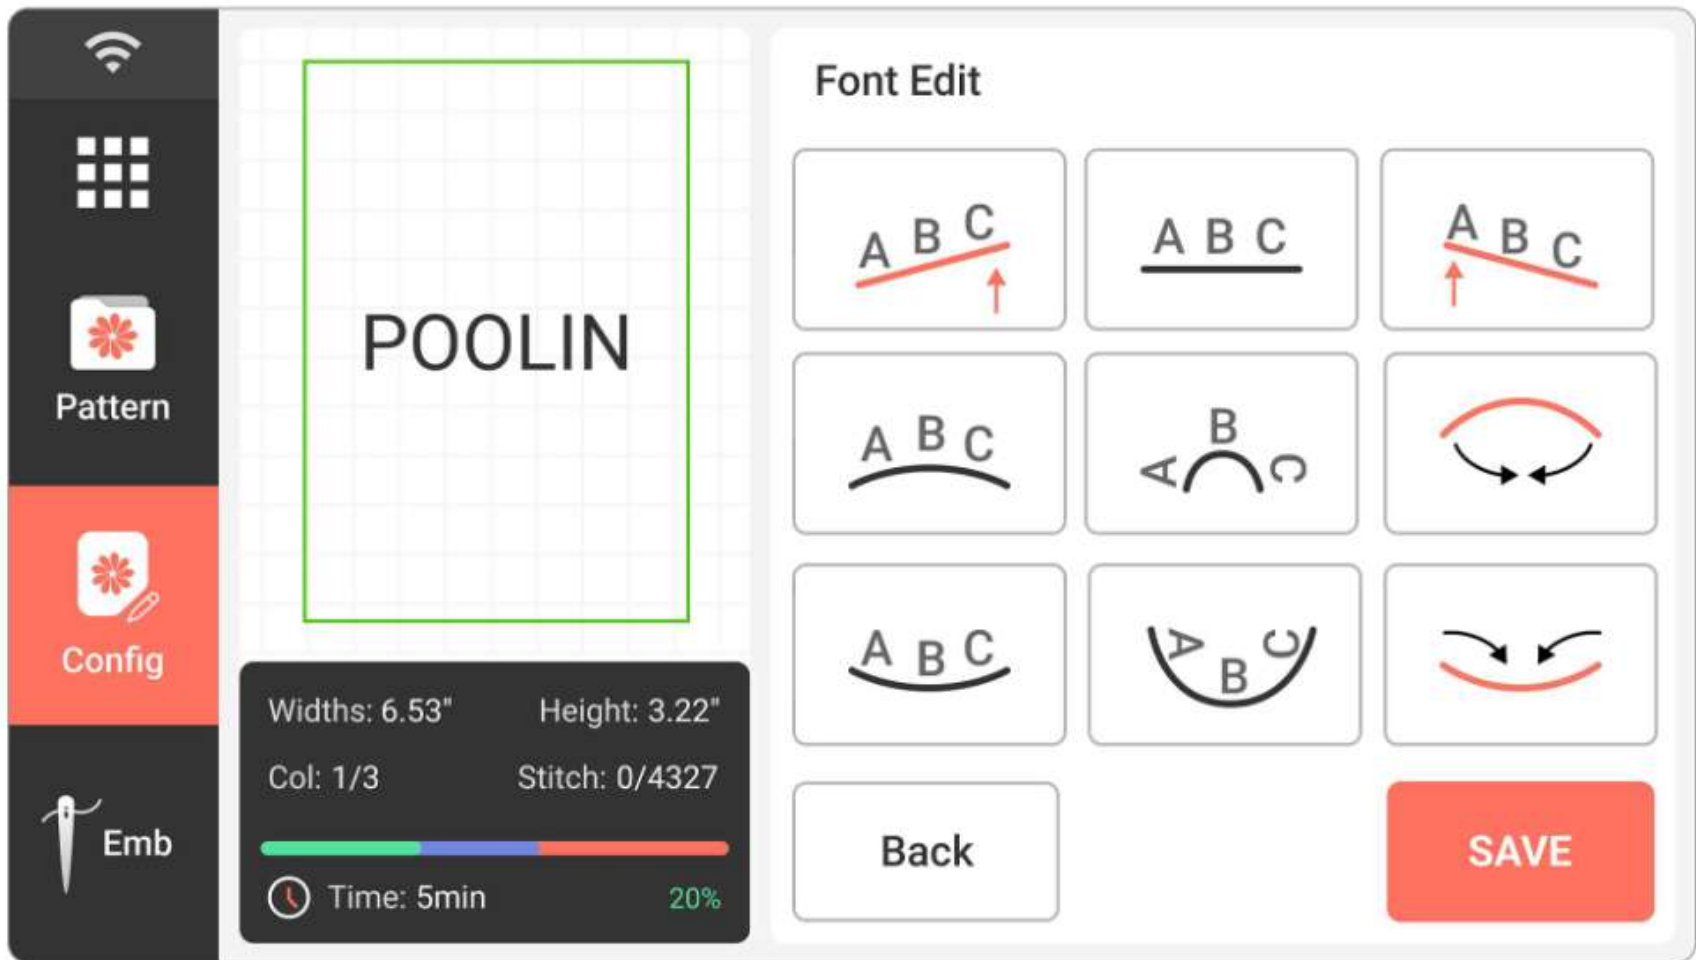 Pattern
Config
Emb
POOLIN
Widths: 6.53" Height: 3.22"
Col: 1/3 Stitch: 0/4327
Time: 5min 20%
Font Edit
A B C
A B C
A B C
A B C
A B C
A B C
A B C
Back
SAVE